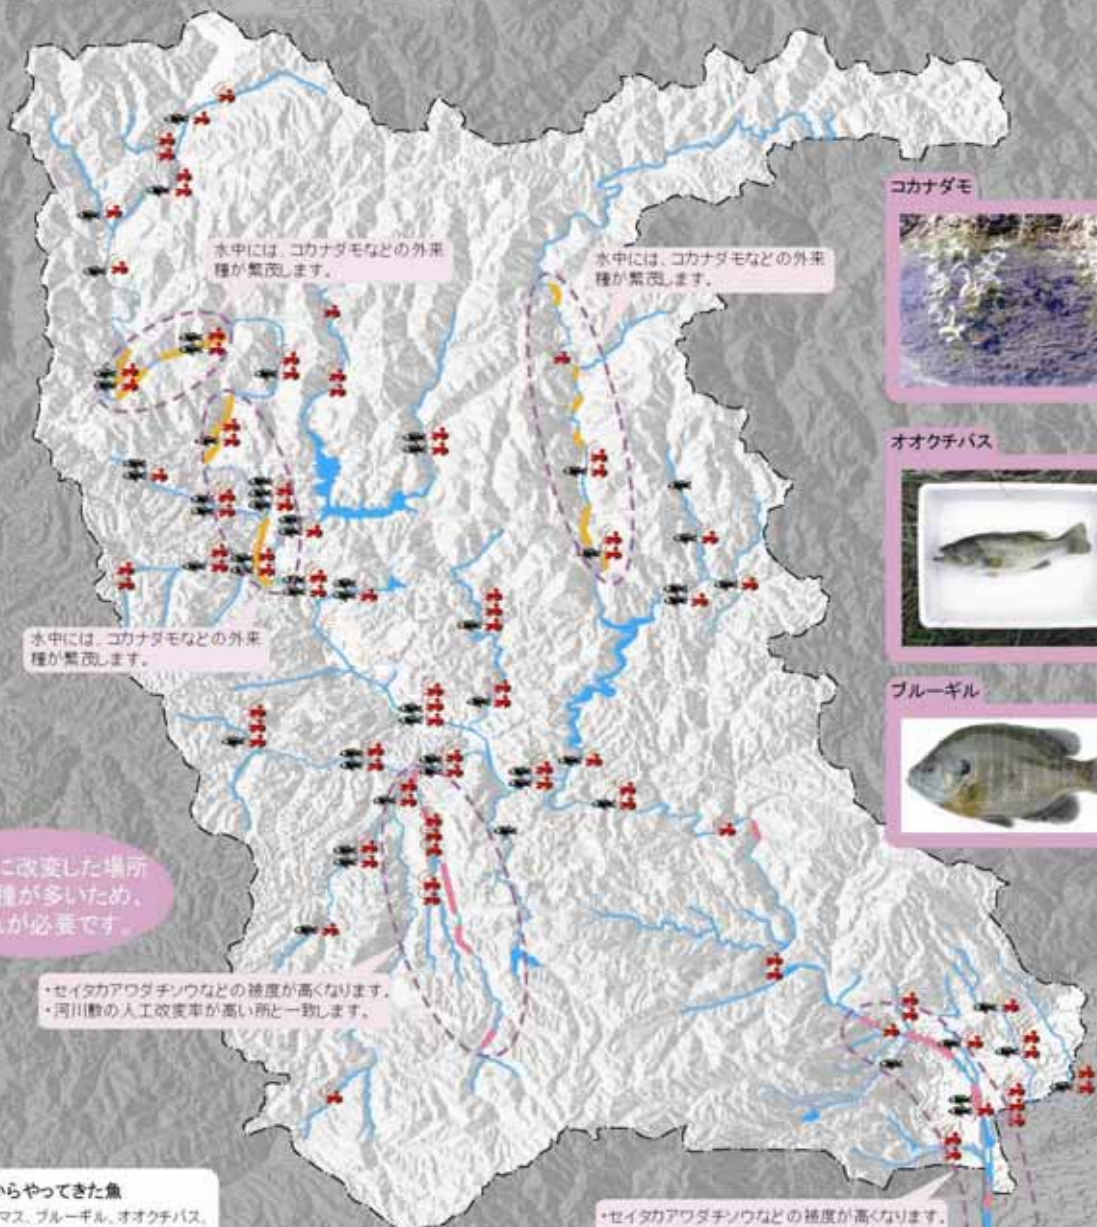 コカナダモ
水中には、コカナダモなどの外来
種が繁茂します。
水中には、コカナダモなどの外来
種が繁茂します。
オオクチバス
水中には、コカナダモなどの外来
種が繁茂します。
ブルーギル
に改変した場所
種が多いため、
れが必要です。
・セイタカアワダチソウなどの被度が高くなります。
・河川敷の人工改変率が高い所と一致します。
からやってきた魚
マス、ブルーギル、オオクチバス、
・セイタカアワダチソウなどの被度が高くなります。